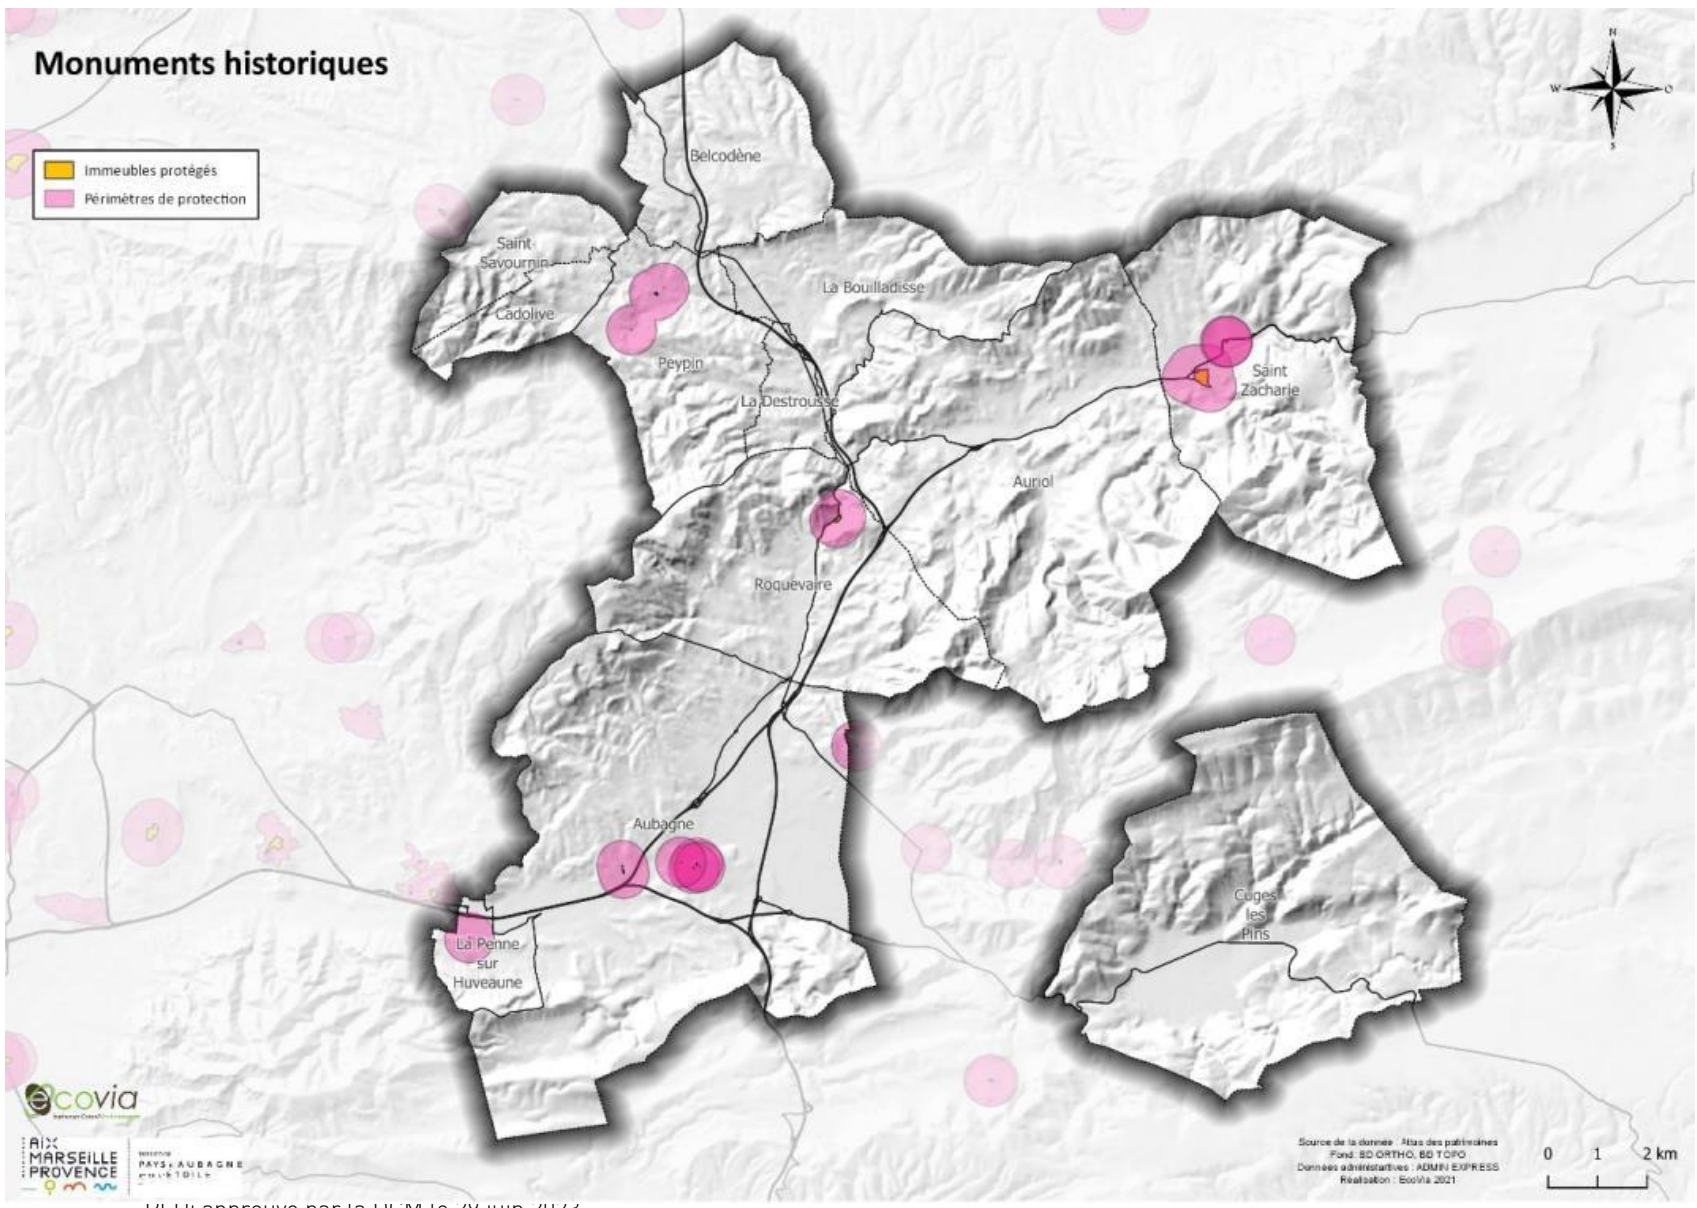 Monuments historiques
Immeubles protégés
Périmètres de protection
N
W
O
S
Belcodène
Saint
Savournin
Cadolive
La Bouilladisse
Peypin
La Destrousse
Saint
Zacharie
Auriol
Roquevaire
Aubagne
La Penne
sur
Huveaune
Cuges
les
Pins
écovia
AiX
MARSEILLE
PROVENCE
PAYS D'AUBAGNE
Source de la donnée : Atlas des patrimoines
Fond: BD ORTHO, BD TOPO
Données administartives : ADMIN EXPRESS
Réalisation : EcoVia 2021
0 1 2 km